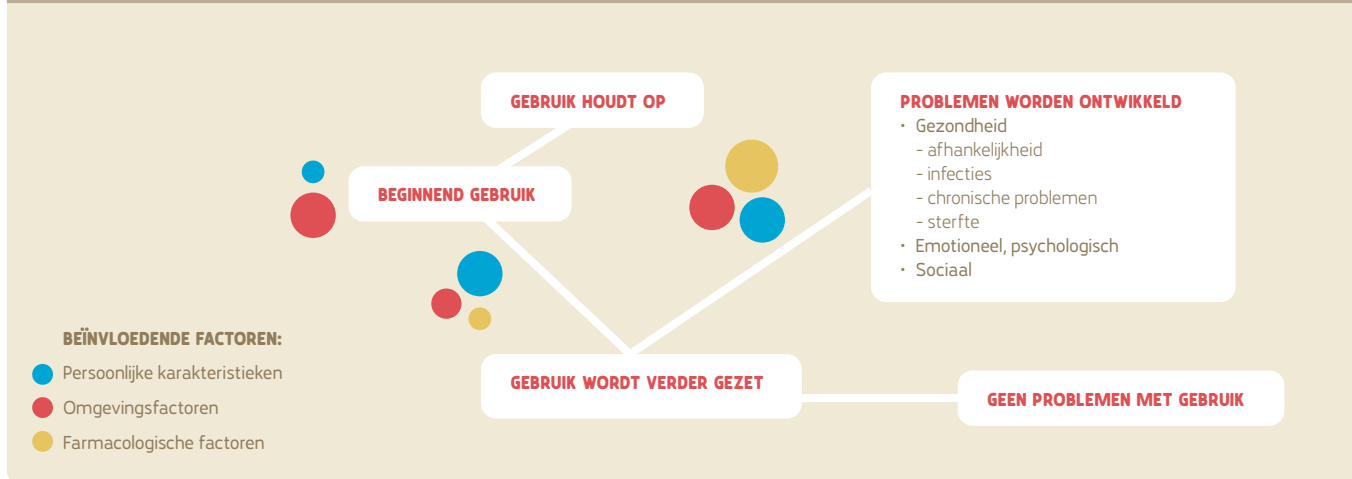 GEBRUIK HOUDT OP
BEGINNEND GEBRUIK
PROBLEMEN WORDEN ONTWIKKELD
• Gezondheid
- afhankelijkheid
- infecties
- chronische problemen
- sterfte
• Emotioneel, psychologisch
• Sociaal
BEÏNVLOEDENDE FACTOREN:
Persoonlijke karakteristieken
Omgevingsfactoren
Farmacologische factoren
GEBRUIK WORDT VERDER GEZET
GEEN PROBLEMEN MET GEBRUIK